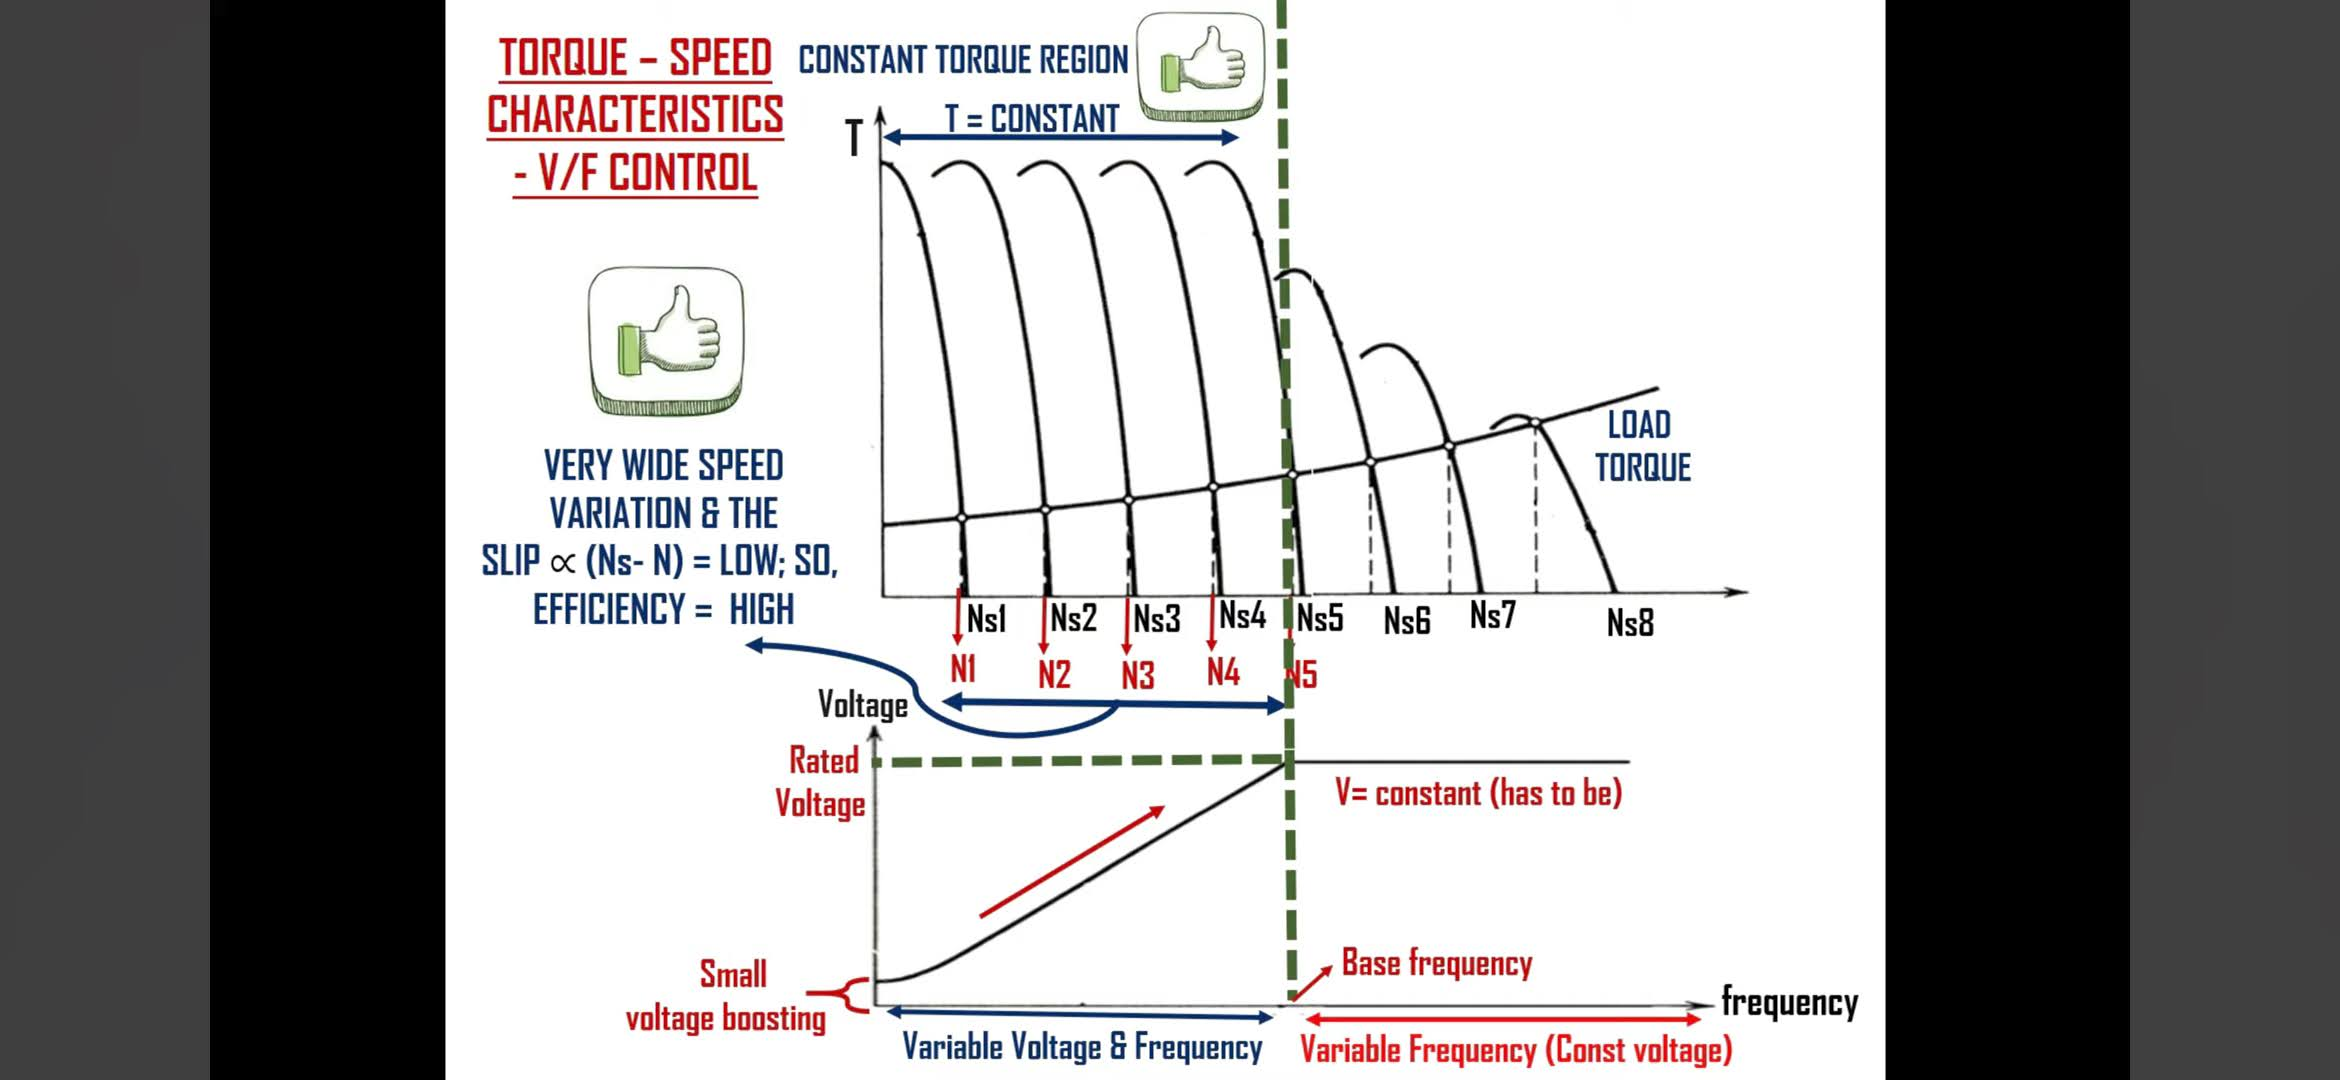 TORQUE – SPEED
CHARACTERISTICS
- V/F CONTROL
CONSTANT TORQUE REGION
T = CONSTANT
T
VERY WIDE SPEED
VARIATION & THE
SLIP ∝ (Ns- N) = LOW; SO,
EFFICIENCY = HIGH
LOAD
TORQUE
Ns1 Ns2 Ns3 Ns4 Ns5 Ns6 Ns7 Ns8
N1 N2 N3 N4 N5
Voltage
Rated
Voltage
V= constant (has to be)
Small
voltage boosting
Base frequency
frequency
Variable Voltage & Frequency
Variable Frequency (Const voltage)